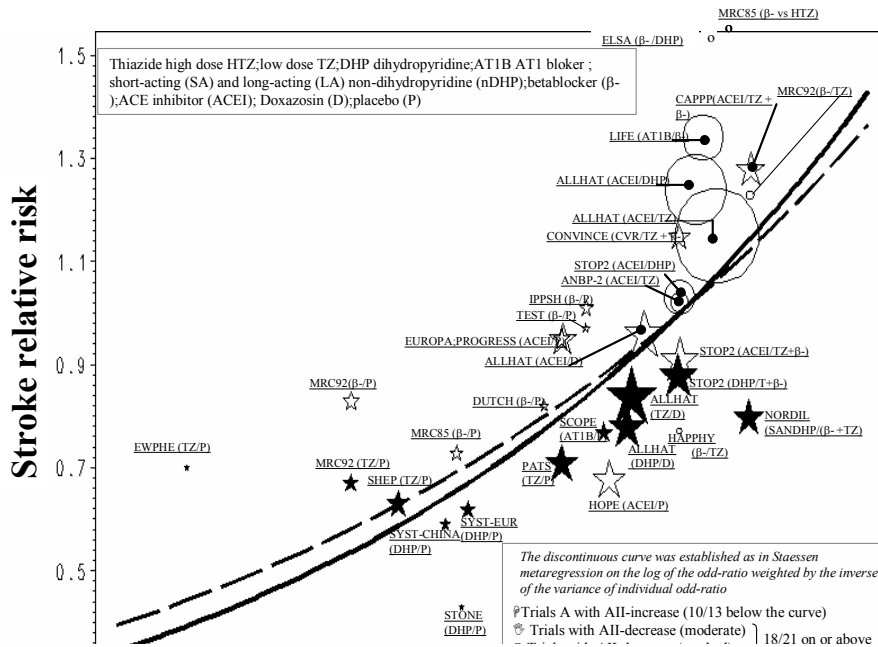 MRC85 (β- vs HTZ)
ELSA (β- /DHP)
1.5
Thiazide high dose HTZ;low dose TZ;DHP dihydropyridine;AT1B AT1 bloker ;
short-acting (SA) and long-acting (LA) non-dihydropyridine (nDHP);betablocker (β-
);ACE inhibitor (ACEI); Doxazosin (D);placebo (P)
MRC92(β-/TZ)
CAPPP(ACEI/TZ +
β-)
LIFE (AT1B/β-)
1.3
ALLHAT (ACEI/DHP)
ALLHAT (ACEI/TZ)
CONVINCE (CVR/TZ +
1.1
STOP2 (ACEI/DHP)
ANBP-2 (ACEI/TZ)
IPPSH (β-/P)
TEST (β-/P)
EUROPA;PROGRESS (ACEI/
STOP2 (ACEI/TZ+β-)
ALLHAT (ACEI/D)
0.9
MRC92(β-/P)
STOP2 (DHP/T+β-)
DUTCH (β-/P)
ALLHAT
(TZ/D)
NORDIL
(SANDHP/(β- +TZ)
SCOPE
(AT1B/
HAPPHY
(β-/TZ)
MRC85 (β-/P)
EWPHE (TZ/P)
ALLHAT
(DHP/D)
MRC92 (TZ/P)
PATS
(TZ/P)
0.7
SHEP (TZ/P)
HOPE (ACEI/P)
SYST-EUR
(DHP/P)
SYST-CHINA
(DHP/P)
0.5
STONE
(DHP/P)
Stroke relative risk
The discontinuous curve was established as in Staessen
metaregression on the log of the odd-ratio weighted by the inverse
of the variance of individual odd-ratio
Trials A with AII-increase (10/13 below the curve)
Trials with AII-decrease (moderate)
18/21 on or above